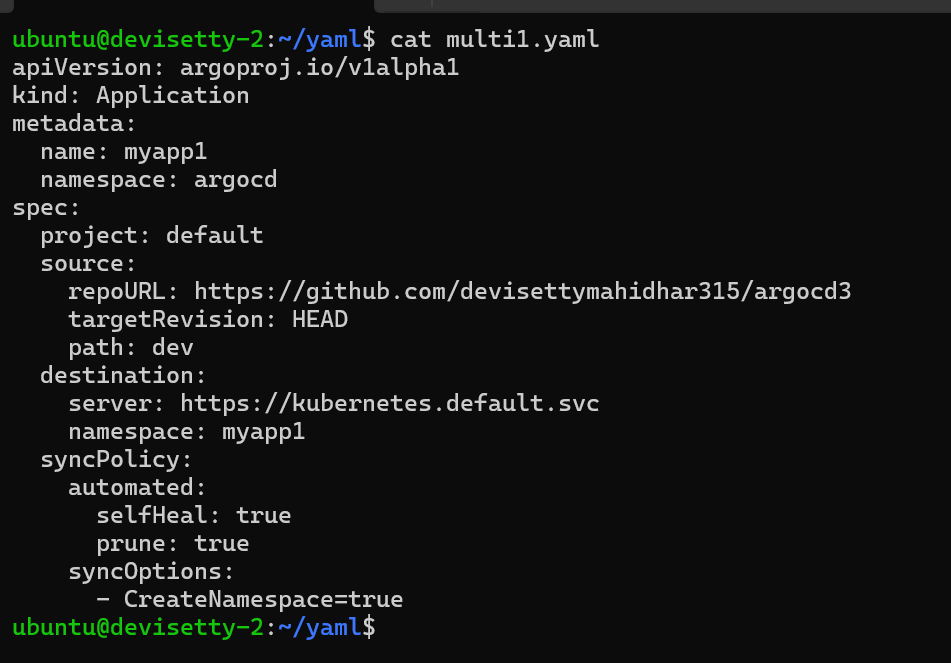 ubuntu@devisetty-2:~/yaml$ cat multi1.yaml
apiVersion: argoproj.io/v1alpha1
kind: Application
metadata:
  name: myapp1
  namespace: argocd
spec:
  project: default
  source:
    repoURL: https://github.com/devisettymahidhar315/argocd3
    targetRevision: HEAD
    path: dev
  destination:
    server: https://kubernetes.default.svc
    namespace: myapp1
  syncPolicy:
    automated:
      selfHeal: true
      prune: true
    syncOptions:
      - CreateNamespace=true
ubuntu@devisetty-2:~/yaml$